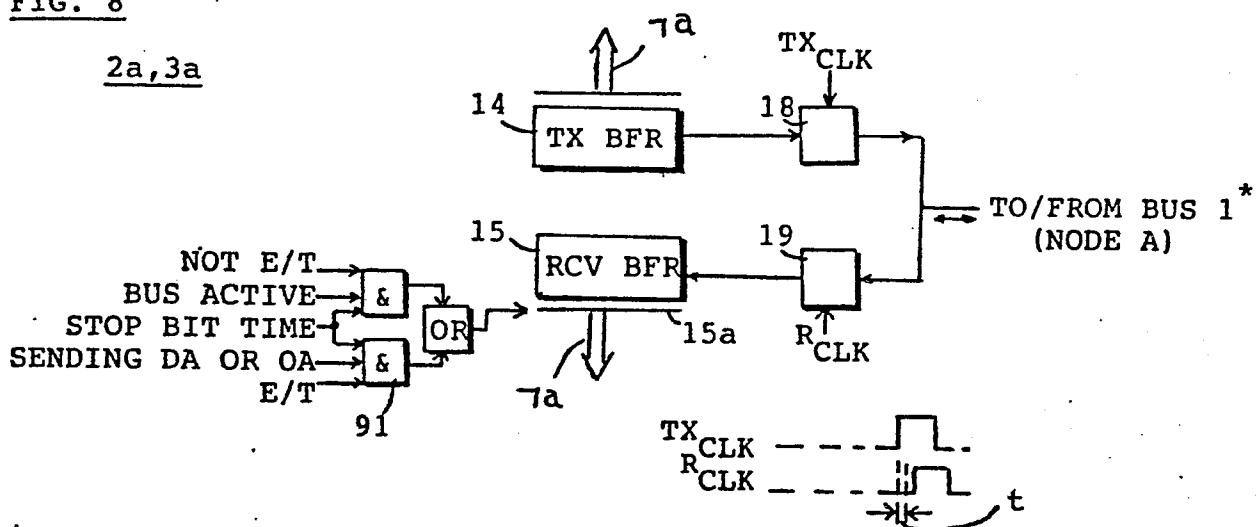 FIG. 8
2a,3a
7a
TX CLK
14
TX BFR
18
TO/FROM BUS 1*
(NODE A)
15
RCV BFR
19
15a
R CLK
7a
NOT E/T
BUS ACTIVE
STOP BIT TIME
SENDING DA OR OA
E/T
&
OR
&
91
TX CLK
R CLK
t